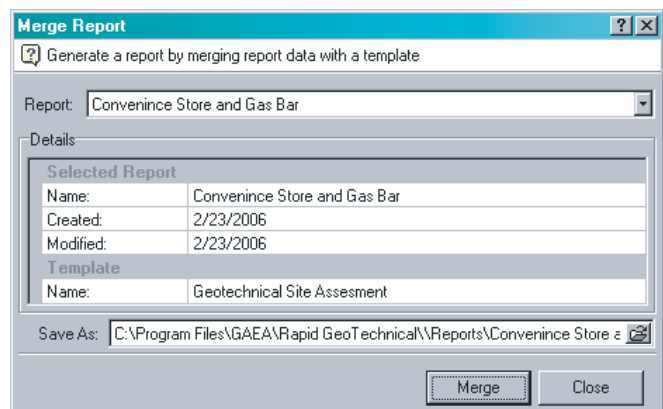 Merge Report
Generate a report by merging report data with a template
Report: Convenince Store and Gas Bar
Details
Selected Report
Name: Convenince Store and Gas Bar
Created: 2/23/2006
Modified: 2/23/2006
Template
Name: Geotechnical Site Assesment
Save As: C:\Program Files\GAEA\Rapid GeoTechnical\\Reports\Convenince Store a
Merge Close